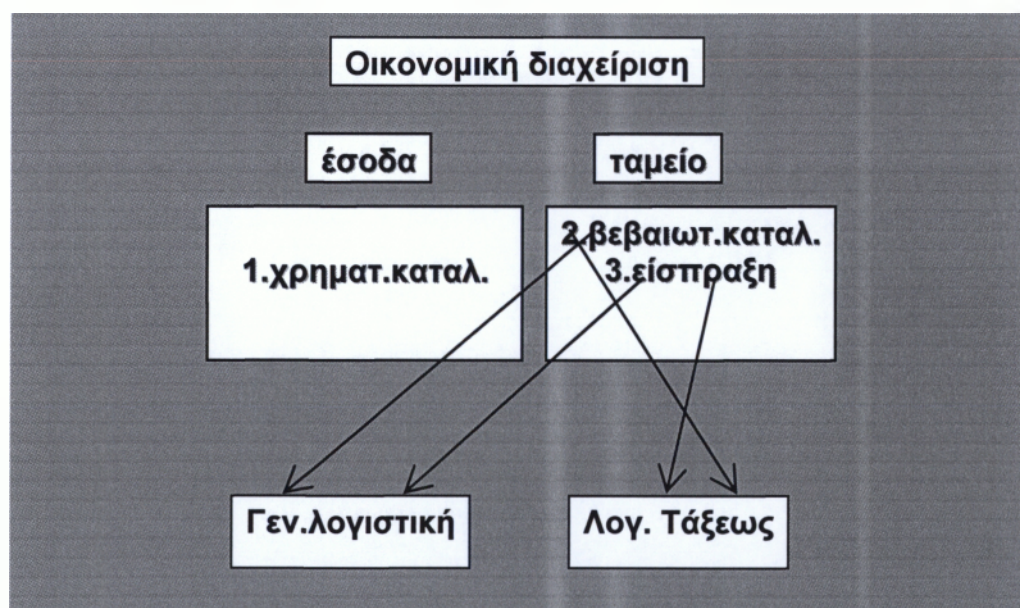 Οικονομική διαχείριση
έσοδα
ταμείο
1.χρηματ.καταλ.
2.βεβαιωτ.καταλ.
3.είσπραξη
Γεν.λογιστική
Λογ. Τάξεως